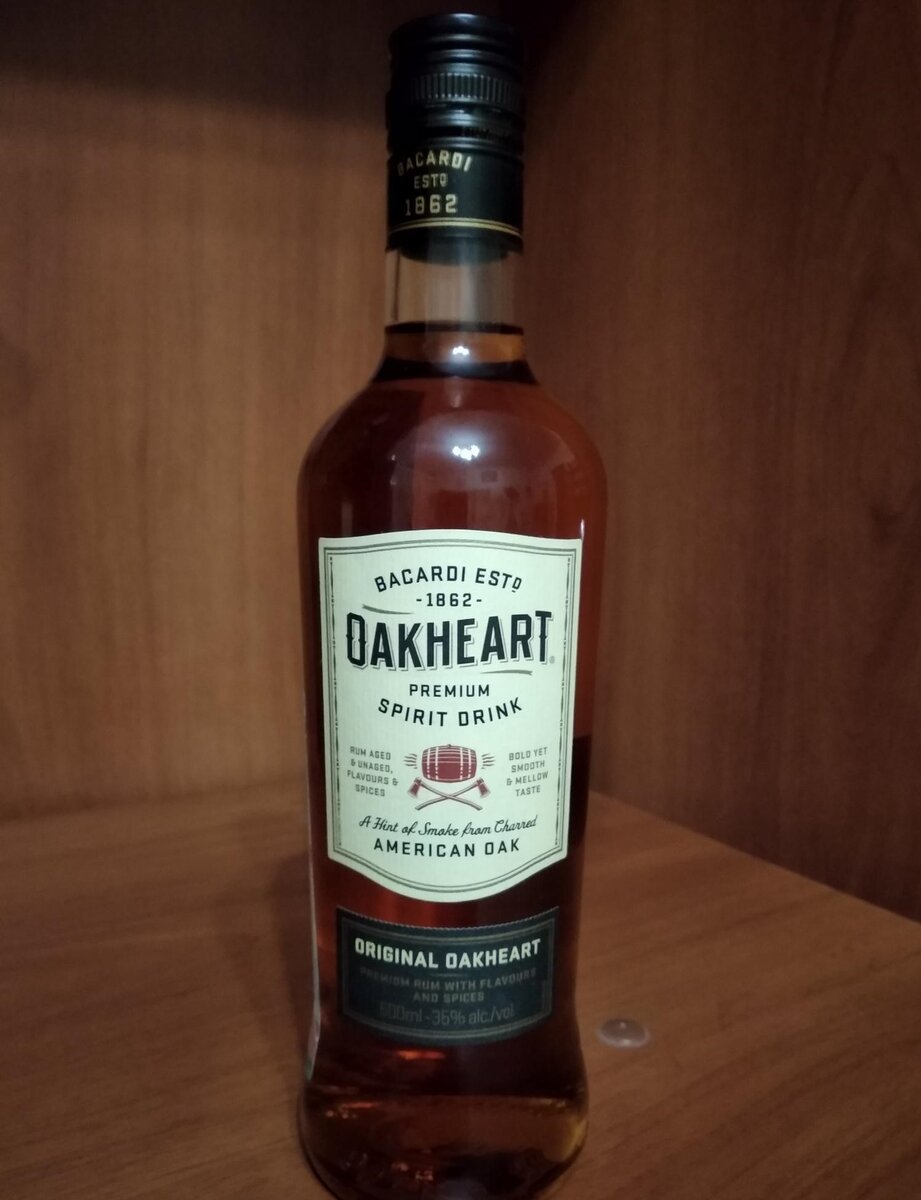 BACARDI
ESTD
1862
BACARDI ESTD
-1862-
OAKHEART®
PREMIUM
SPIRIT DRINK
RUM AGED
& UNAGED,
FLAVOURS &
SPICES
BOLD YET
SMOOTH
& MELLOW
TASTE
A Hint of Smoke from Charred
AMERICAN OAK
ORIGINAL OAKHEART
PREMIUM RUM WITH FLAVOURS
AND SPICES
500ml - 35% alc./vol